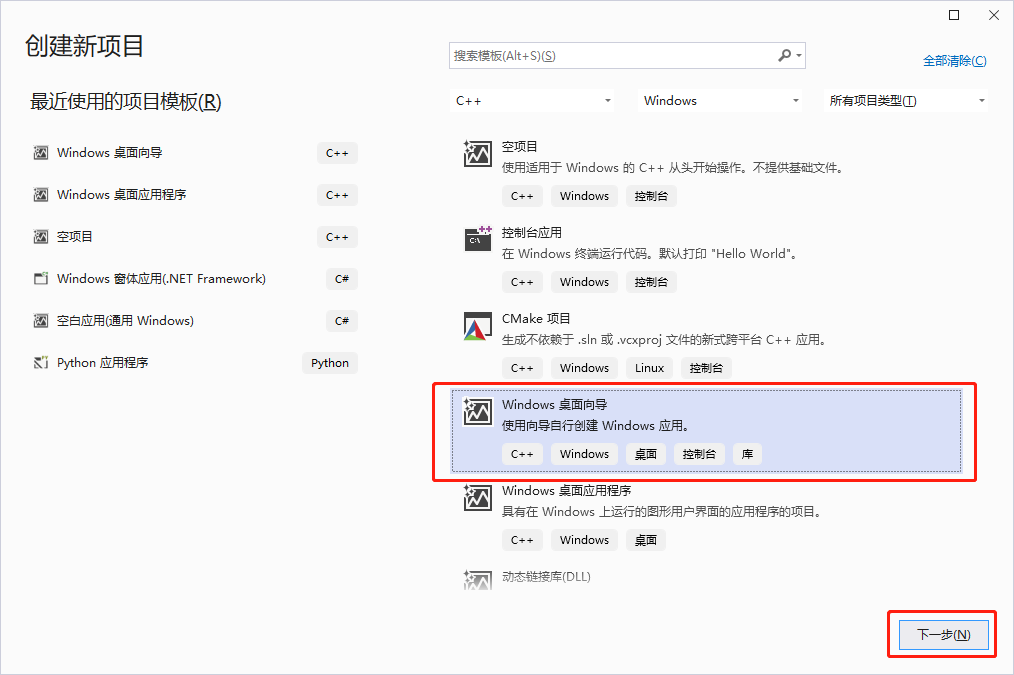 创建新项目
搜索模板(Alt+S)(S)
全部清除(C)
最近使用的项目模板(R)
C++
Windows
所有项目类型(T)
Windows 桌面向导
C++
Windows 桌面应用程序
C++
空项目
C++
Windows 窗体应用(.NET Framework)
C#
空白应用(通用 Windows)
C#
Python 应用程序
Python
空项目
使用适用于 Windows 的 C++ 从头开始操作。不提供基础文件。
C++ Windows 控制台
C:\
控制台应用
在 Windows 终端运行代码。默认打印 "Hello World"。
C++ Windows 控制台
CMake 项目
生成不依赖于 .sln 或 .vcxproj 文件的新式跨平台 C++ 应用。
C++ Windows Linux 控制台
Windows 桌面向导
使用向导自行创建 Windows 应用。
C++ Windows 桌面 控制台 库
Windows 桌面应用程序
具有在 Windows 上运行的图形用户界面的应用程序的项目。
C++ Windows 桌面
动态链接库(DLL)
下一步(N)